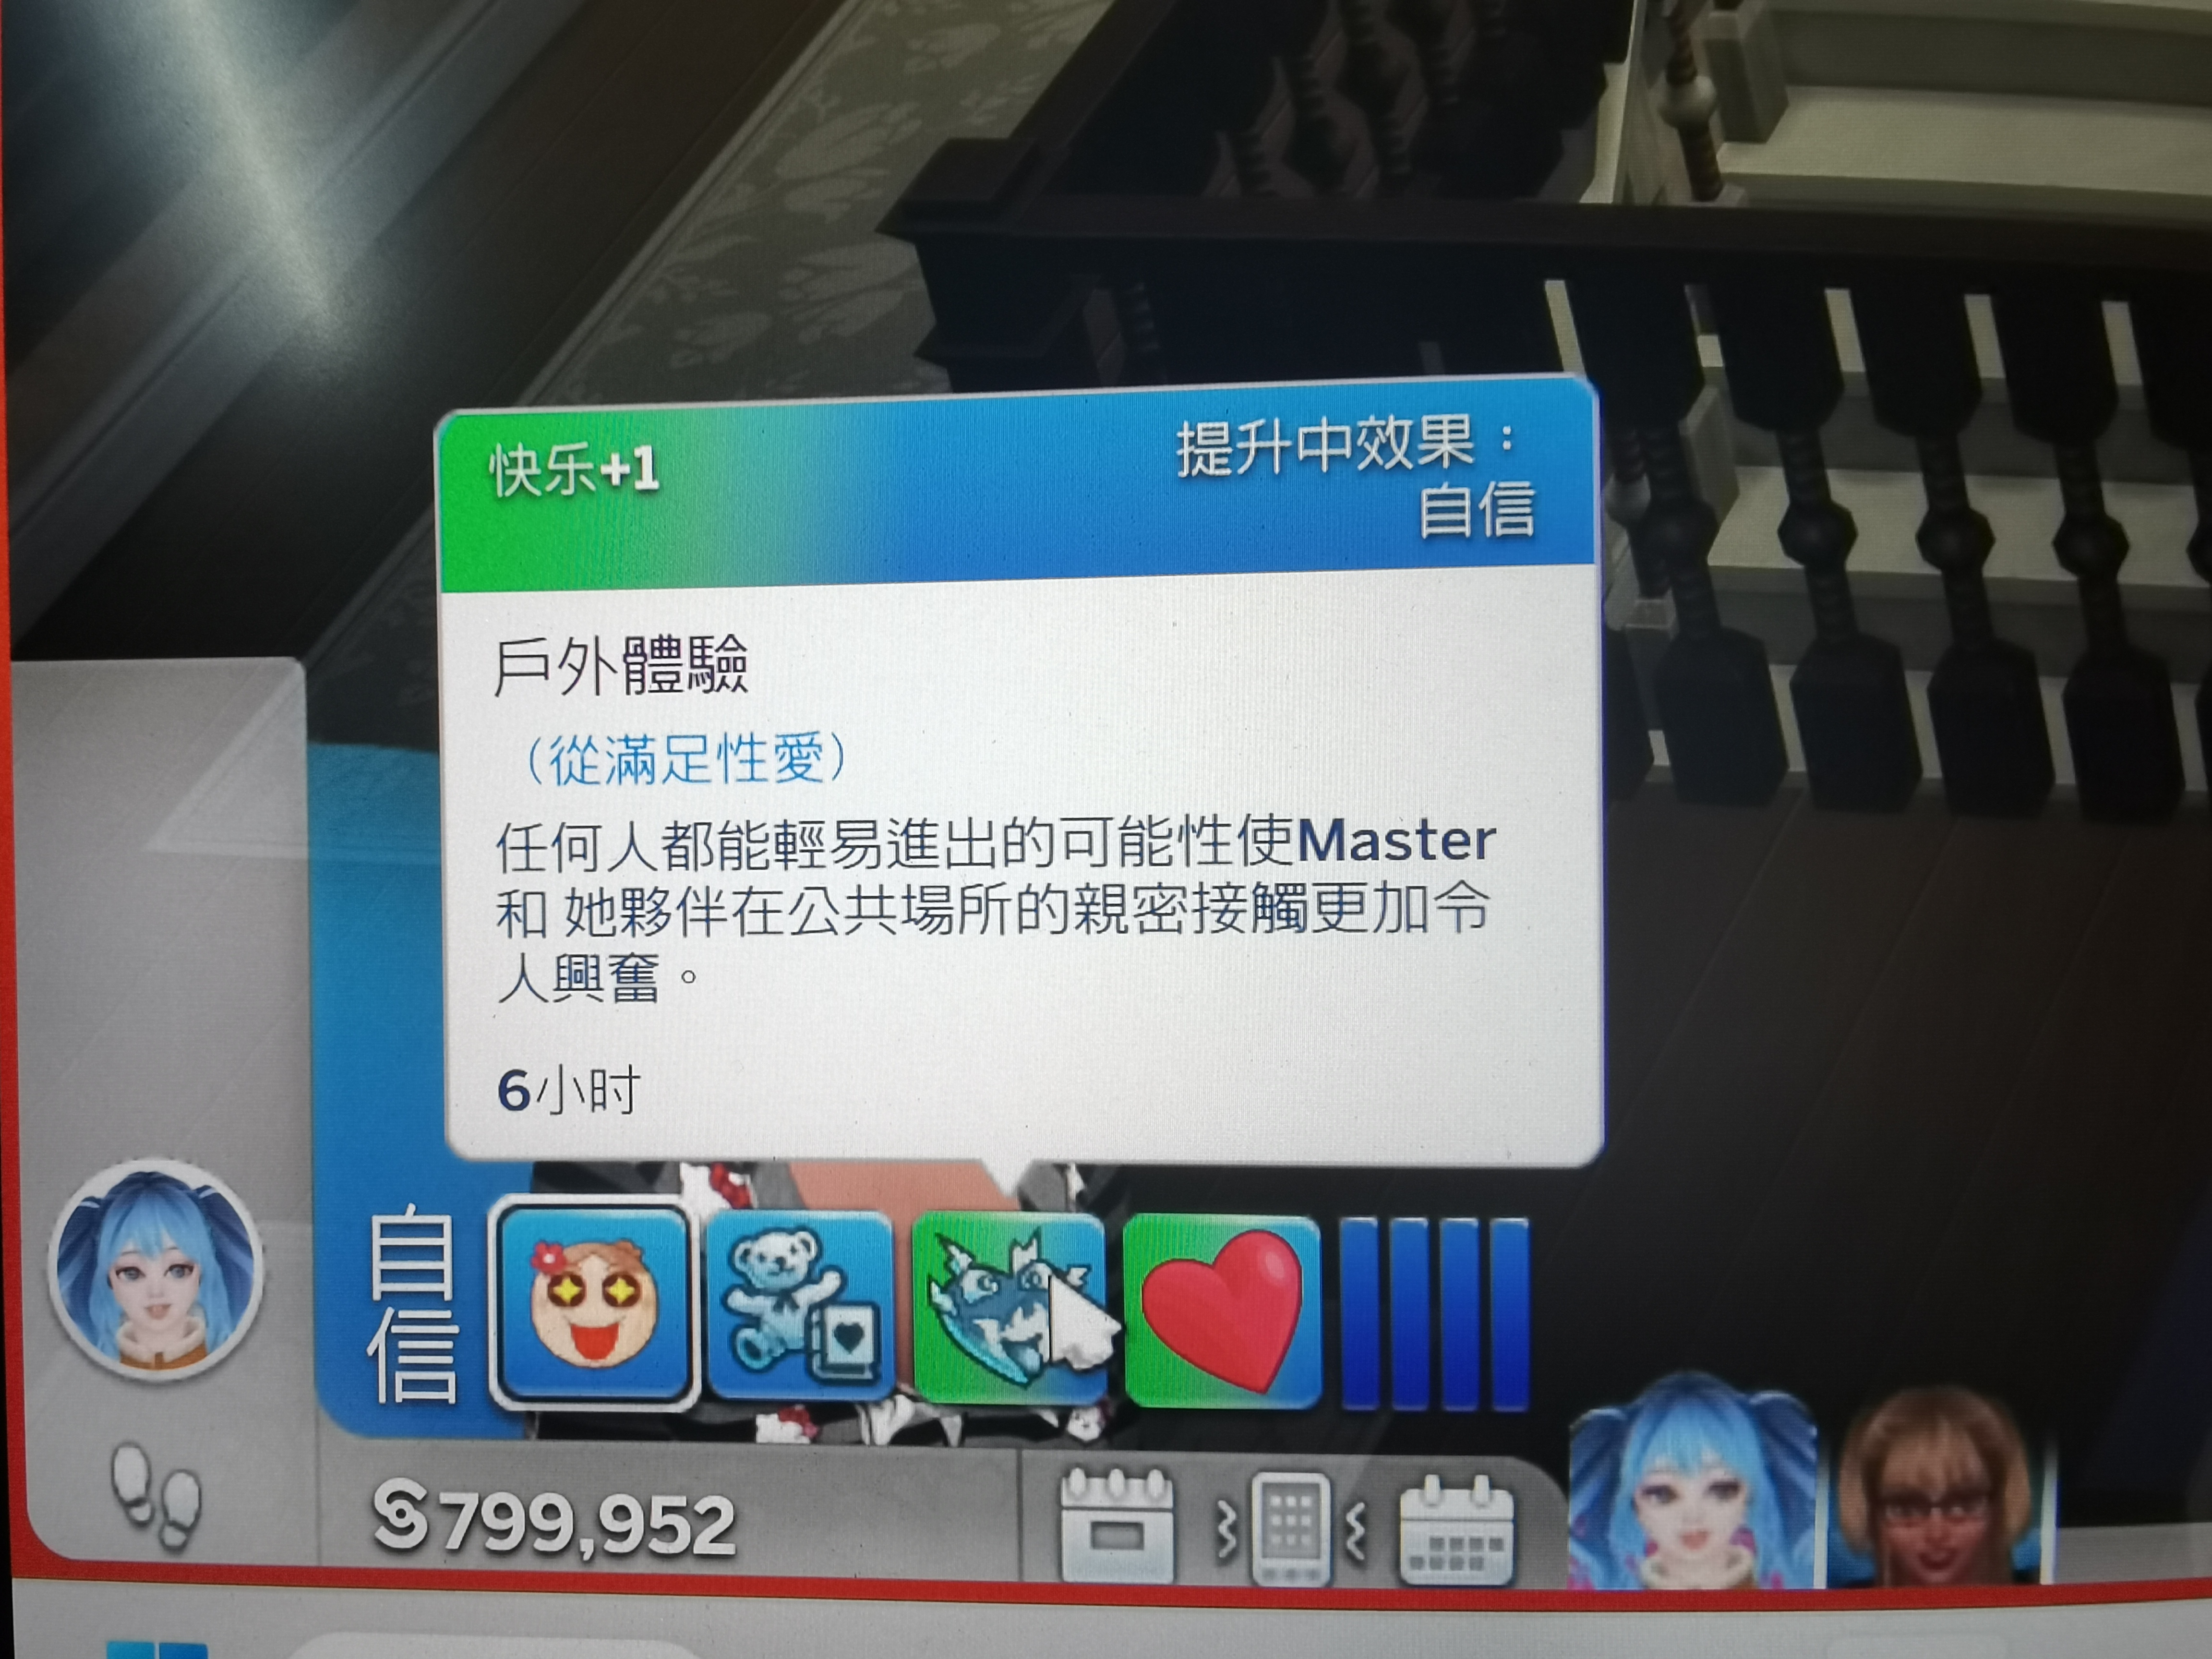 快乐+1
提升中效果：
自信
戶外體驗
（從滿足性愛）
任何人都能輕易進出的可能性使Master
和 她夥伴在公共場所的親密接觸更加令
人興奮。
6小时
自信
§799,952